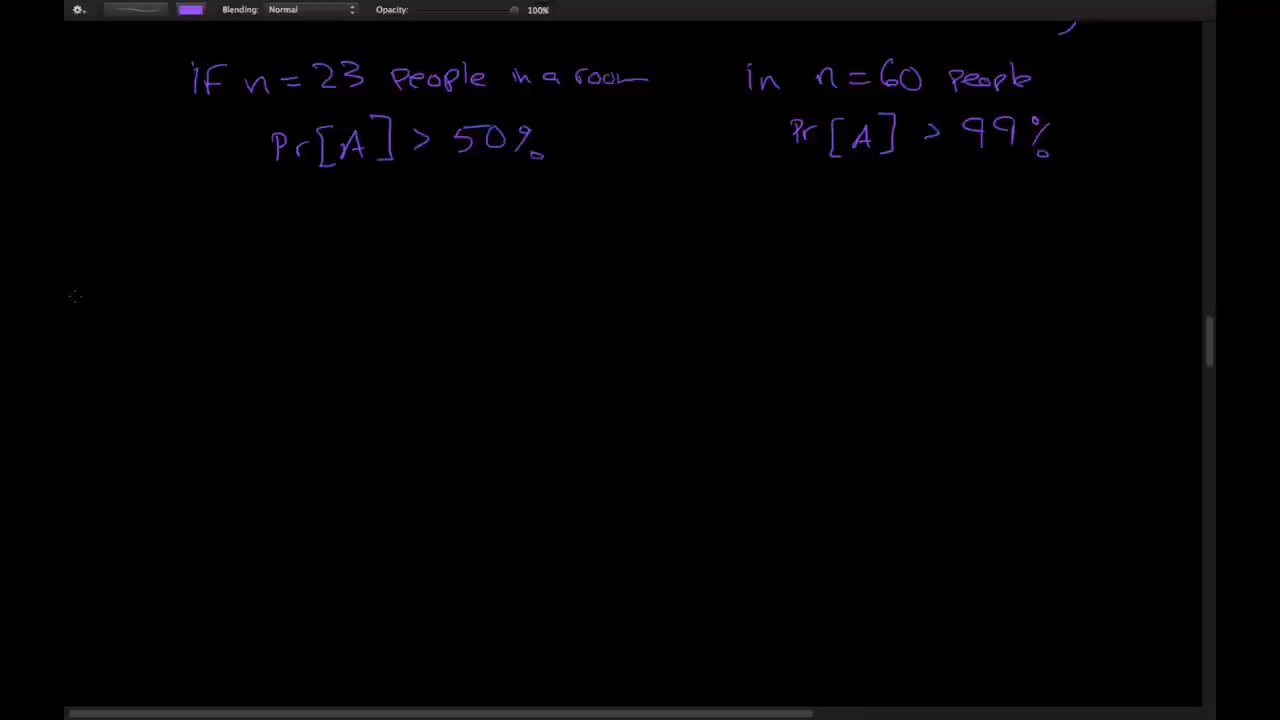 Blending: Normal Opacity: 100%
if n = 23 people in a room
Pr[A] > 50%
in n = 60 people
Pr[A] > 99%